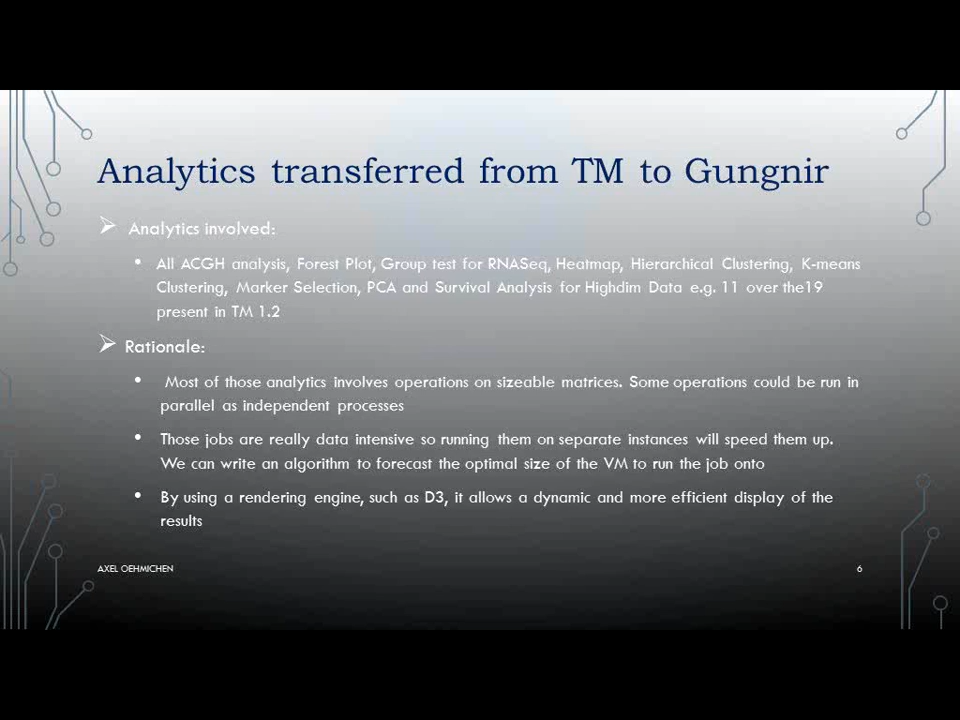 Analytics transferred from TM to Gungnir
Analytics involved:
All ACGH analysis, Forest Plot, Group test for RNASeq, Heatmap, Hierarchical Clustering, K-means
Clustering, Marker Selection, PCA and Survival Analysis for Highdim Data e.g. 11 over the19
present in TM 1.2
Rationale:
Most of those analytics involves operations on sizeable matrices. Some operations could be run in
parallel as independent processes
Those jobs are really data intensive so running them on separate instances will speed them up.
We can write an algorithm to forecast the optimal size of the VM to run the job onto
By using a rendering engine, such as D3, it allows a dynamic and more efficient display of the
results
AXEL OEHMICHEN
6